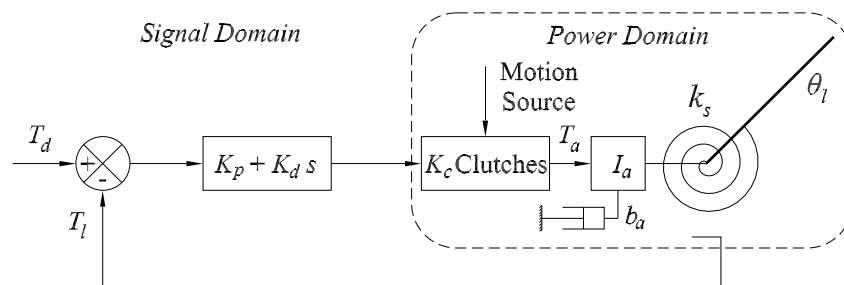 Signal Domain
Power Domain
Motion
Source
T_d
+
-
T_l
K_p + K_d s
K_c Clutches
T_a
I_a
b_a
k_s
θ_l